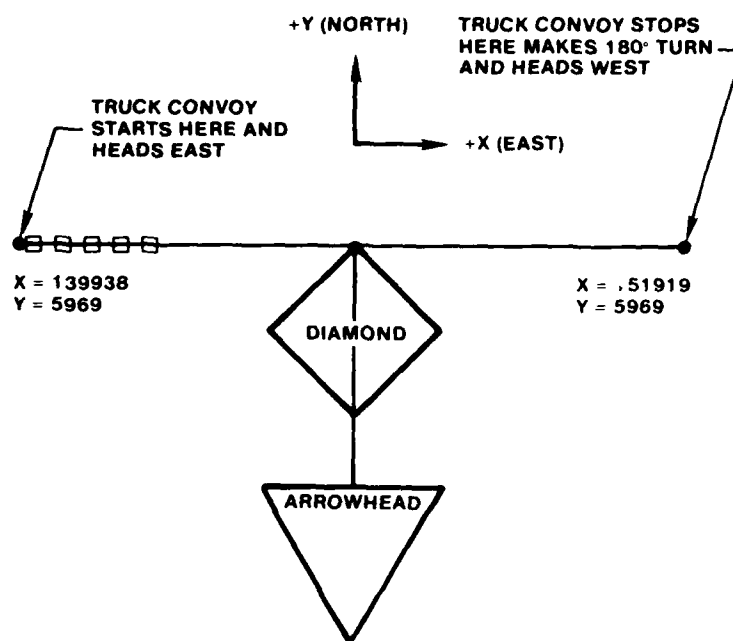 +Y (NORTH)
TRUCK CONVOY STOPS
HERE MAKES 180° TURN
AND HEADS WEST
TRUCK CONVOY
STARTS HERE AND
HEADS EAST
+X (EAST)
X = 139938
Y = 5969
X = .51919
Y = 5969
DIAMOND
ARROWHEAD